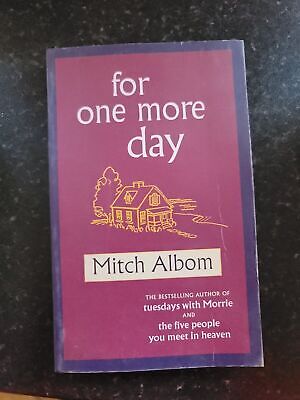 for
one more
day
Mitch Albom
THE BESTSELLING AUTHOR OF
tuesdays with Morrie
AND
the five people
you meet in heaven